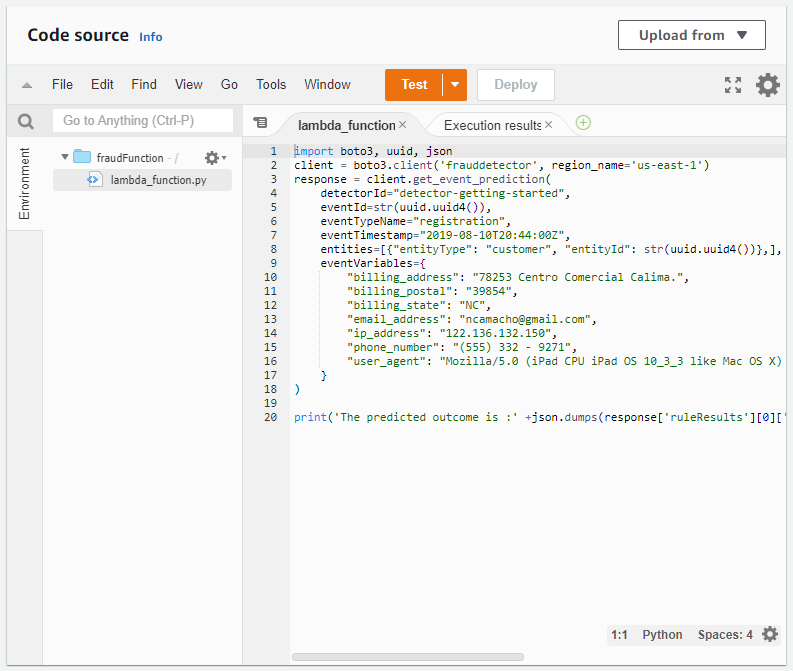 Code source Info
Upload from
File Edit Find View Go Tools Window Test Deploy
Go to Anything (Ctrl-P)
lambda_function Execution results
Environment
fraudFunction - /
lambda_function.py
1 import boto3, uuid, json
2 client = boto3.client('frauddetector', region_name='us-east-1')
3 response = client.get_event_prediction(
4 detectorId="detector-getting-started",
5 eventId=str(uuid.uuid4()),
6 eventTypeName="registration",
7 eventTimestamp="2019-08-10T20:44:00Z",
8 entities=[{"entityType": "customer", "entityId": str(uuid.uuid4())},],
9 eventVariables={
10 "billing_address": "78253 Centro Comercial Calima.",
11 "billing_postal": "39854",
12 "billing_state": "NC",
13 "email_address": "ncamacho@gmail.com",
14 "ip_address": "122.136.132.150",
15 "phone_number": "(555) 332 - 9271",
16 "user_agent": "Mozilla/5.0 (iPad CPU iPad OS 10_3_3 like Mac OS X)
17 }
18 )
19
20 print('The predicted outcome is :' +json.dumps(response['ruleResults'][0]['
1:1 Python Spaces: 4